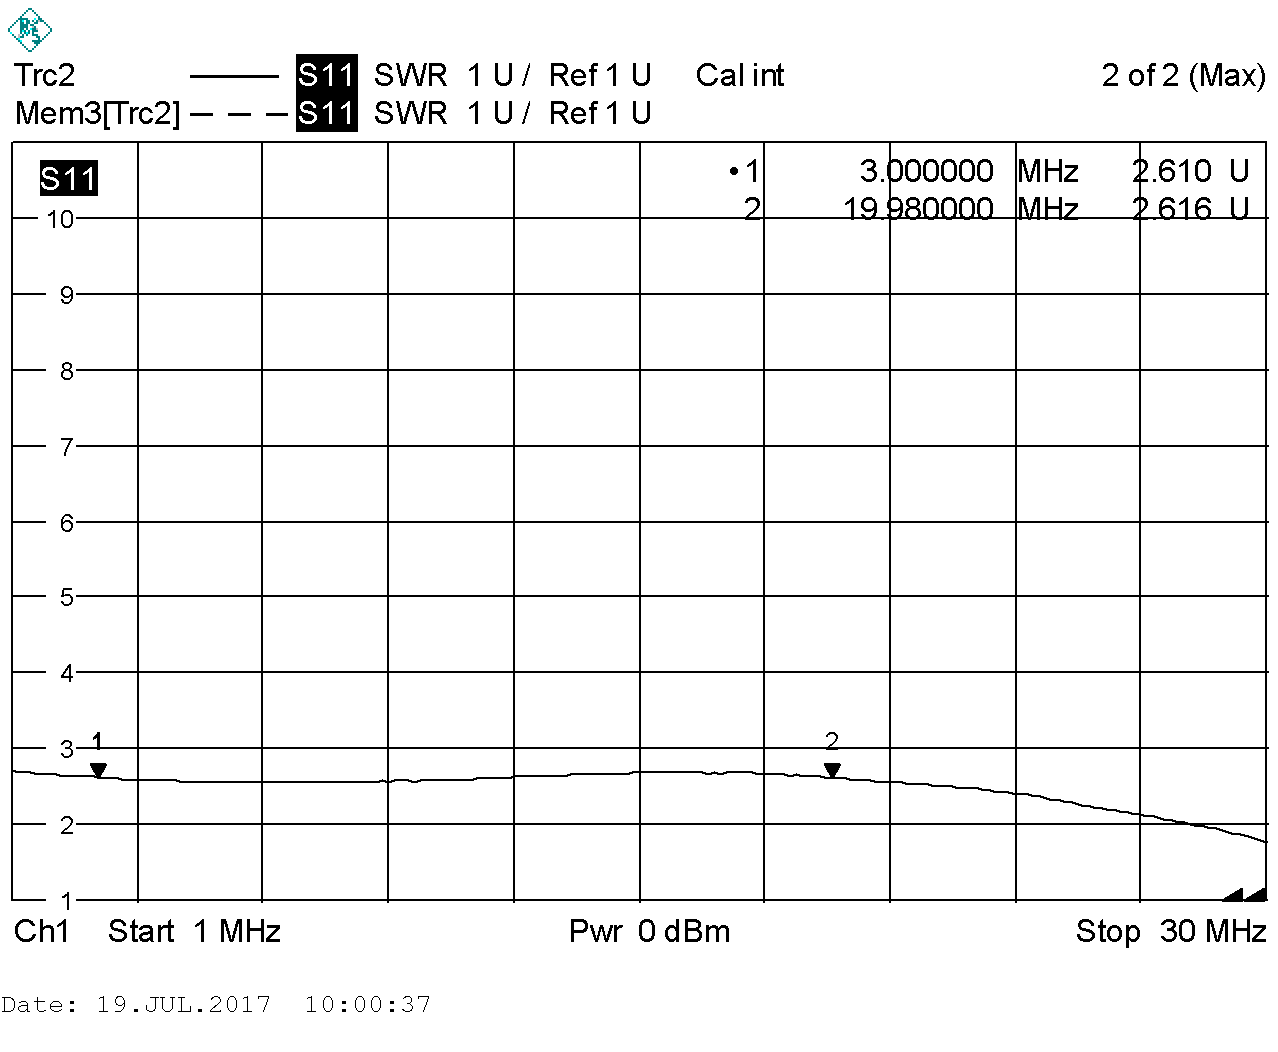 Trc2 S11 SWR 1 U / Ref 1 U Cal int 2 of 2 (Max)
Mem3[Trc2] S11 SWR 1 U / Ref 1 U
S11
•1 3.000000 MHz 2.610 U
2 19.980000 MHz 2.616 U
10
9
8
7
6
5
4
3
1
2
2
1
Ch1 Start 1 MHz Pwr 0 dBm Stop 30 MHz
Date: 19.JUL.2017 10:00:37